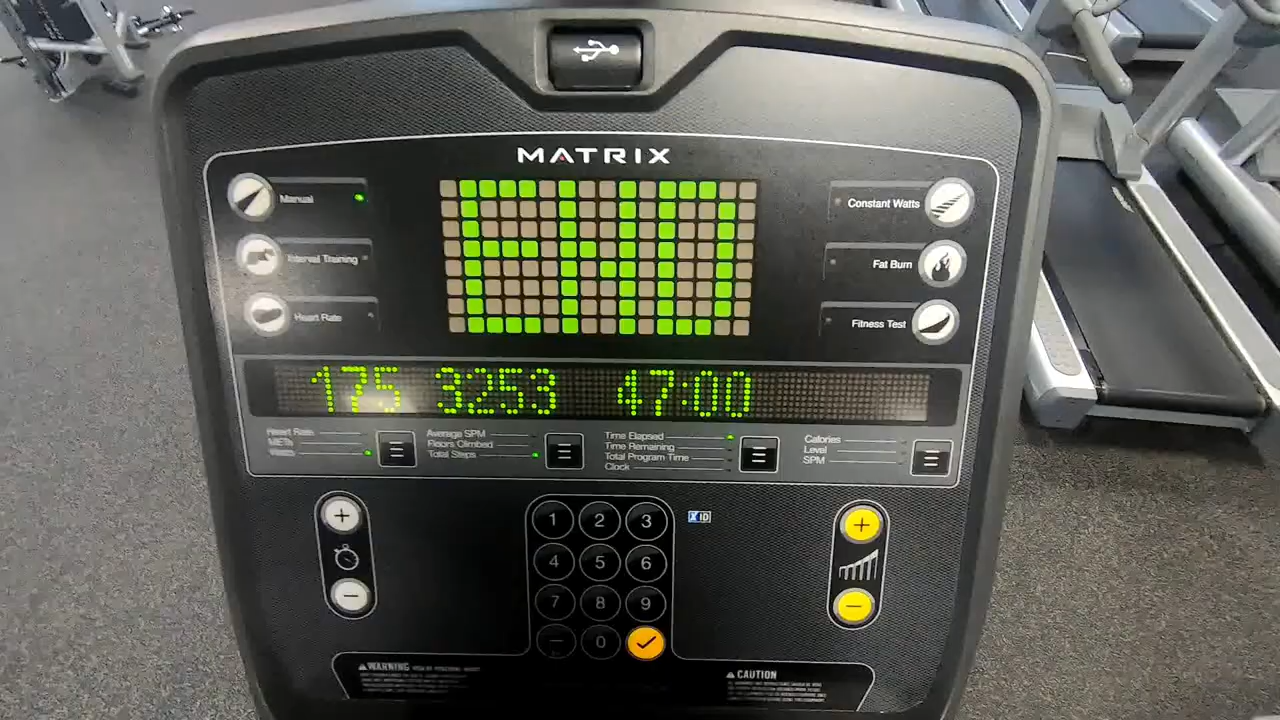 MATRIX
Manual
Interval Training
Heart Rate
END
Constant Watts
Fat Burn
Fitness Test
175 3253 47:00
Heart Rate
METs
Watts
Average SPM
Floors Climbed
Total Steps
Time Elapsed
Time Remaining
Total Program Time
Clock
Calories
Level
SPM
1 2 3
4 5 6
7 8 9
0
ID
WARNING
CAUTION